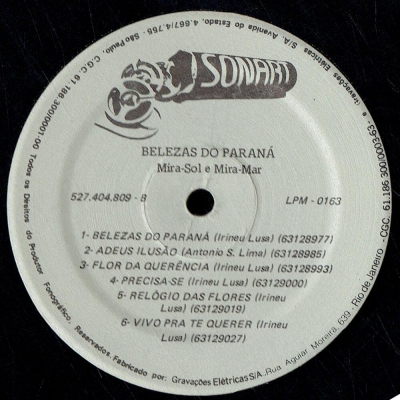 SONART
BELEZAS DO PARANÁ
Mira-Sol e Mira-Mar
527.404.809 - B
LPM - 0163
1- BELEZAS DO PARANÁ (Irineu Lusa) (63128977)
2- ADEUS ILUSÃO (Antonio S. Lima) (63128985)
3- FLOR DA QUERÊNCIA (Irineu Lusa) (63128993)
4- PRECISA-SE (Irineu Lusa) (63129000)
5- RELÓGIO DAS FLORES (Irineu
Lusa) (63129019)
6- VIVO PRA TE QUERER (Irineu
Lusa) (63129027)
Gravações Elétricas S/A. Avenida do Estado, 4.667/4.755 - São Paulo, C.G.C. 61.186.300/0001-00 Todos os Direitos do Produtor Fonográfico, Reservados. Fabricado por: Gravações Elétricas S/A. Rua Aguiar Moreira, 639 - Rio de Janeiro - CGC. 61.186.300/0003-63